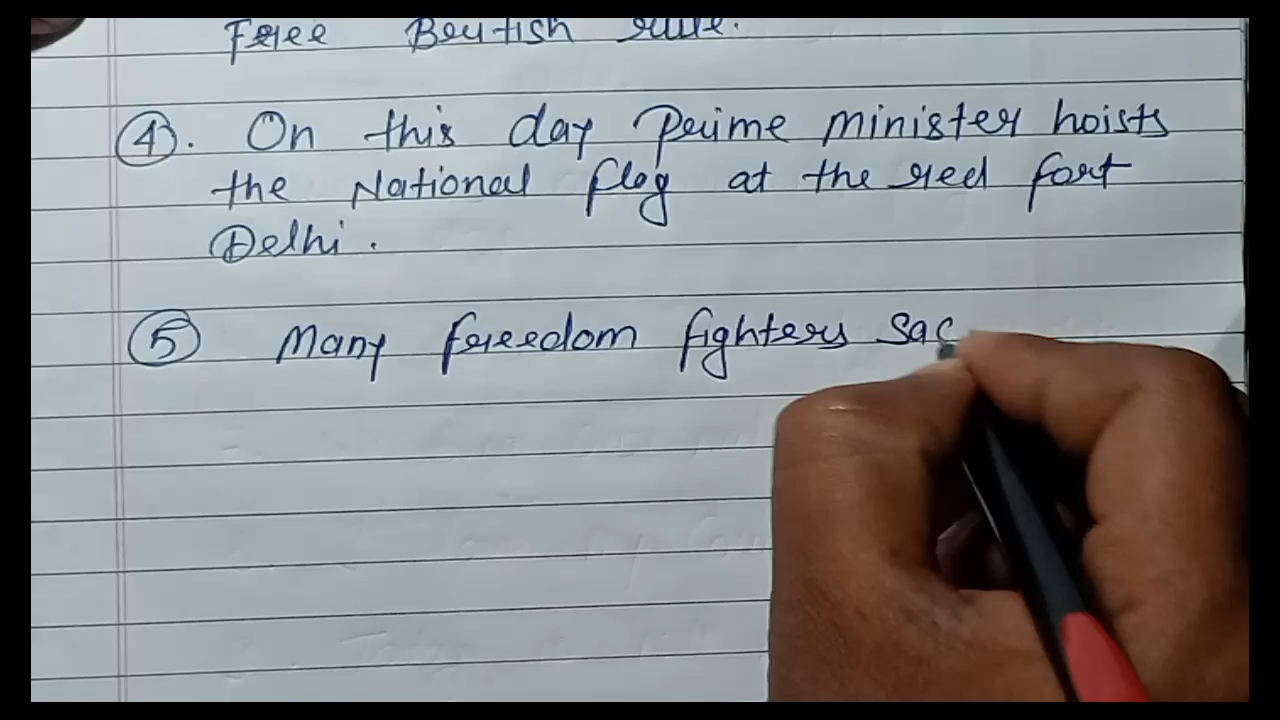 Free British rule.
4. On this day Prime minister hoists
the National flag at the red fort
Delhi.
5 Many freedom fighters sac